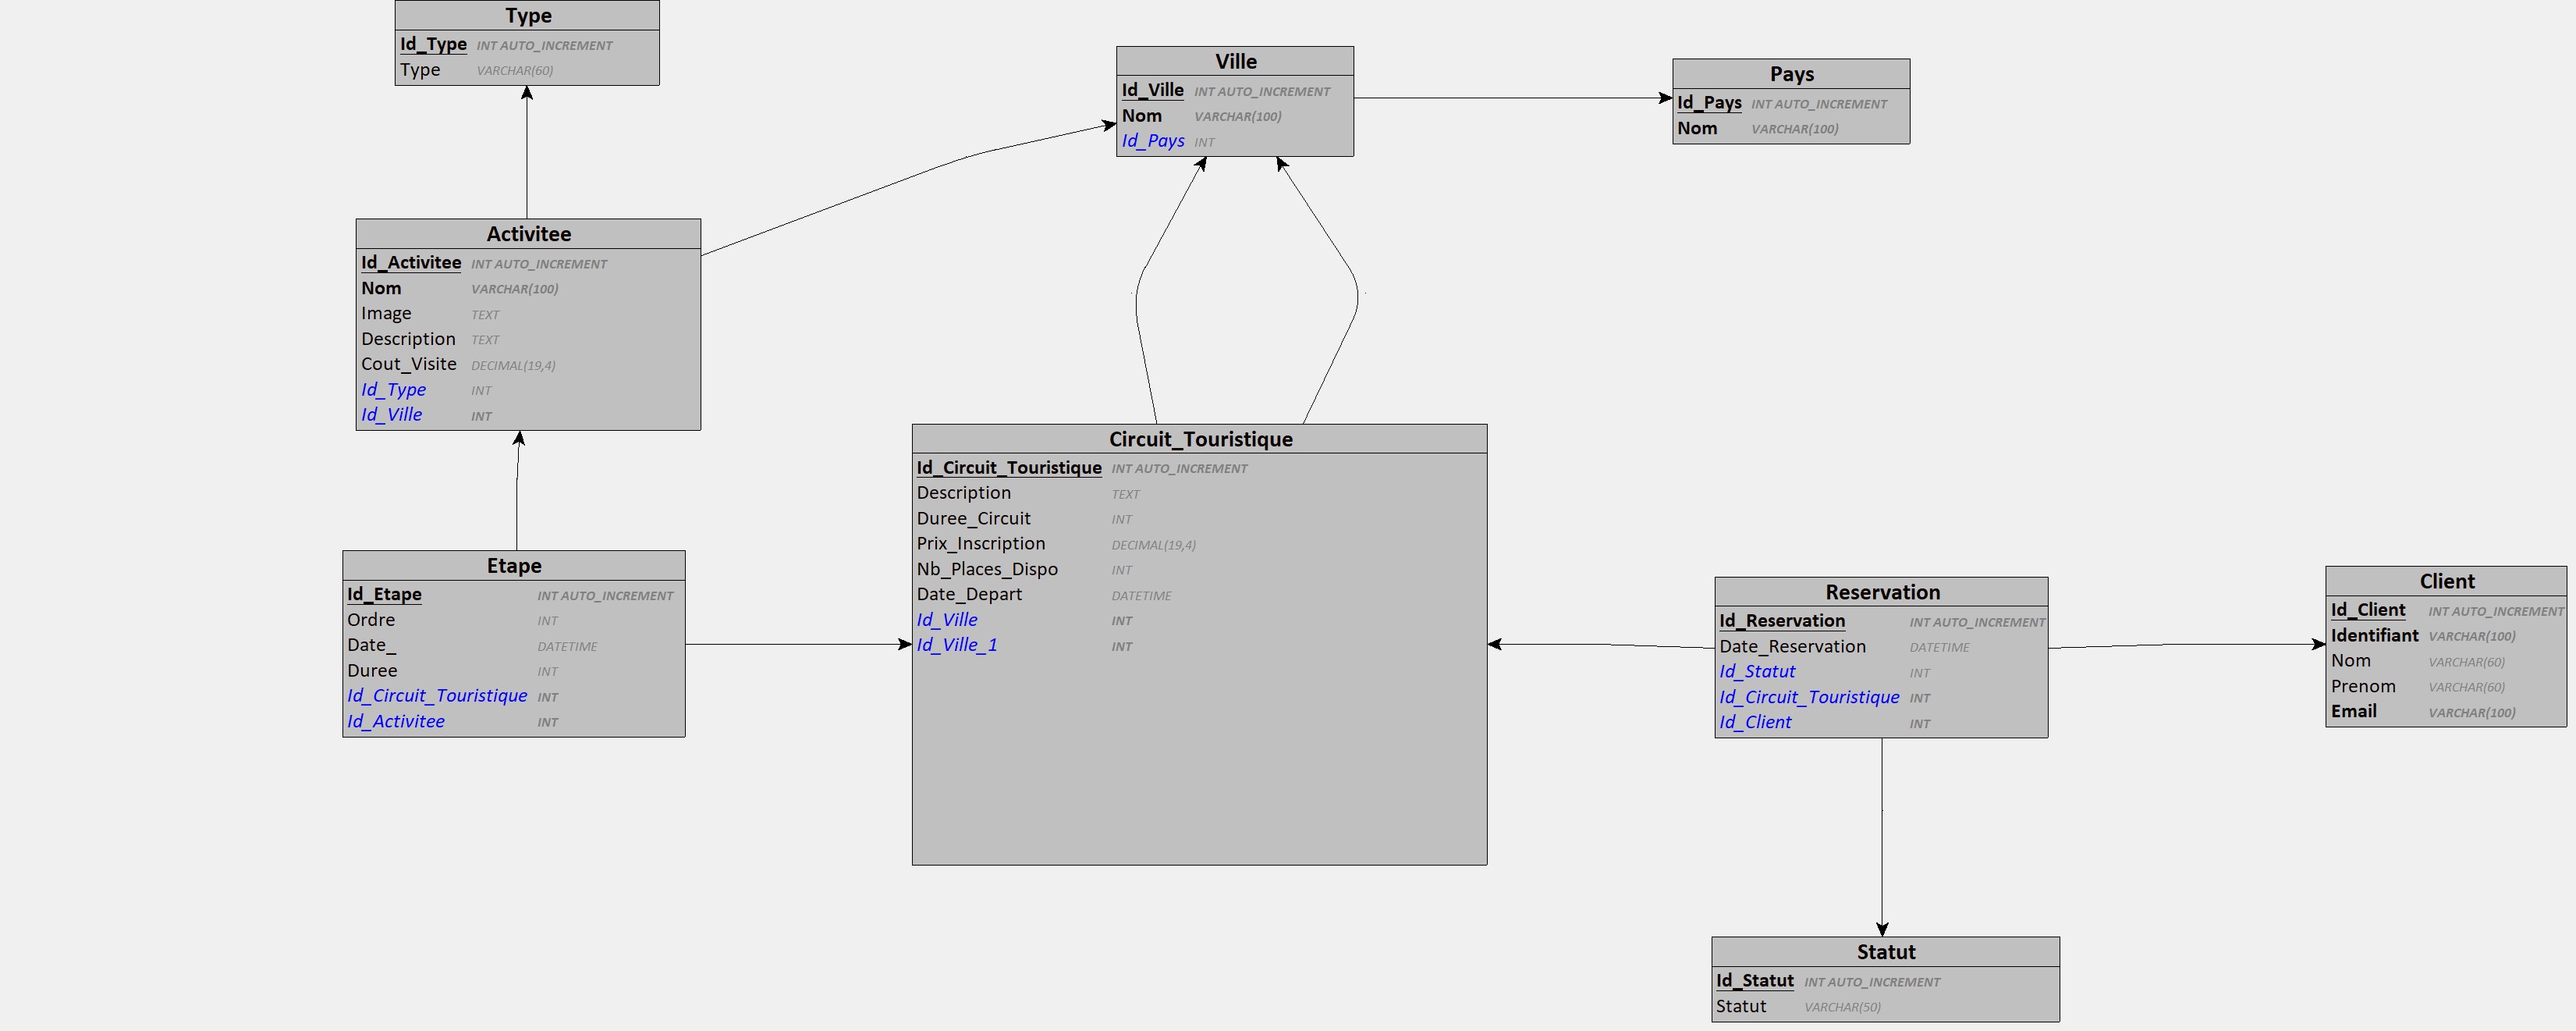 Type
Id_Type INT AUTO_INCREMENT
Type VARCHAR(60)
Ville
Id_Ville INT AUTO_INCREMENT
Nom VARCHAR(100)
Id_Pays INT
Pays
Id_Pays INT AUTO_INCREMENT
Nom VARCHAR(100)
Activitee
Id_Activitee INT AUTO_INCREMENT
Nom VARCHAR(100)
Image TEXT
Description TEXT
Cout_Visite DECIMAL(19,4)
Id_Type INT
Id_Ville INT
Circuit_Touristique
Id_Circuit_Touristique INT AUTO_INCREMENT
Description TEXT
Duree_Circuit INT
Prix_Inscription DECIMAL(19,4)
Nb_Places_Dispo INT
Date_Depart DATETIME
Id_Ville INT
Id_Ville_1 INT
Etape
Id_Etape INT AUTO_INCREMENT
Ordre INT
Date_ DATETIME
Duree INT
Id_Circuit_Touristique INT
Id_Activitee INT
Reservation
Id_Reservation INT AUTO_INCREMENT
Date_Reservation DATETIME
Id_Statut INT
Id_Circuit_Touristique INT
Id_Client INT
Client
Id_Client INT AUTO_INCREMENT
Identifiant VARCHAR(100)
Nom VARCHAR(60)
Prenom VARCHAR(60)
Email VARCHAR(100)
Statut
Id_Statut INT AUTO_INCREMENT
Statut VARCHAR(50)